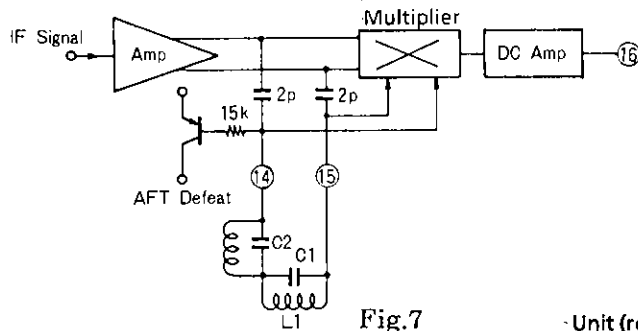 Multiplier
IF Signal
Amp
DC Amp
16
2p
2p
15k
14
15
AFT Defeat
C2
C1
L1
Fig.7
Unit